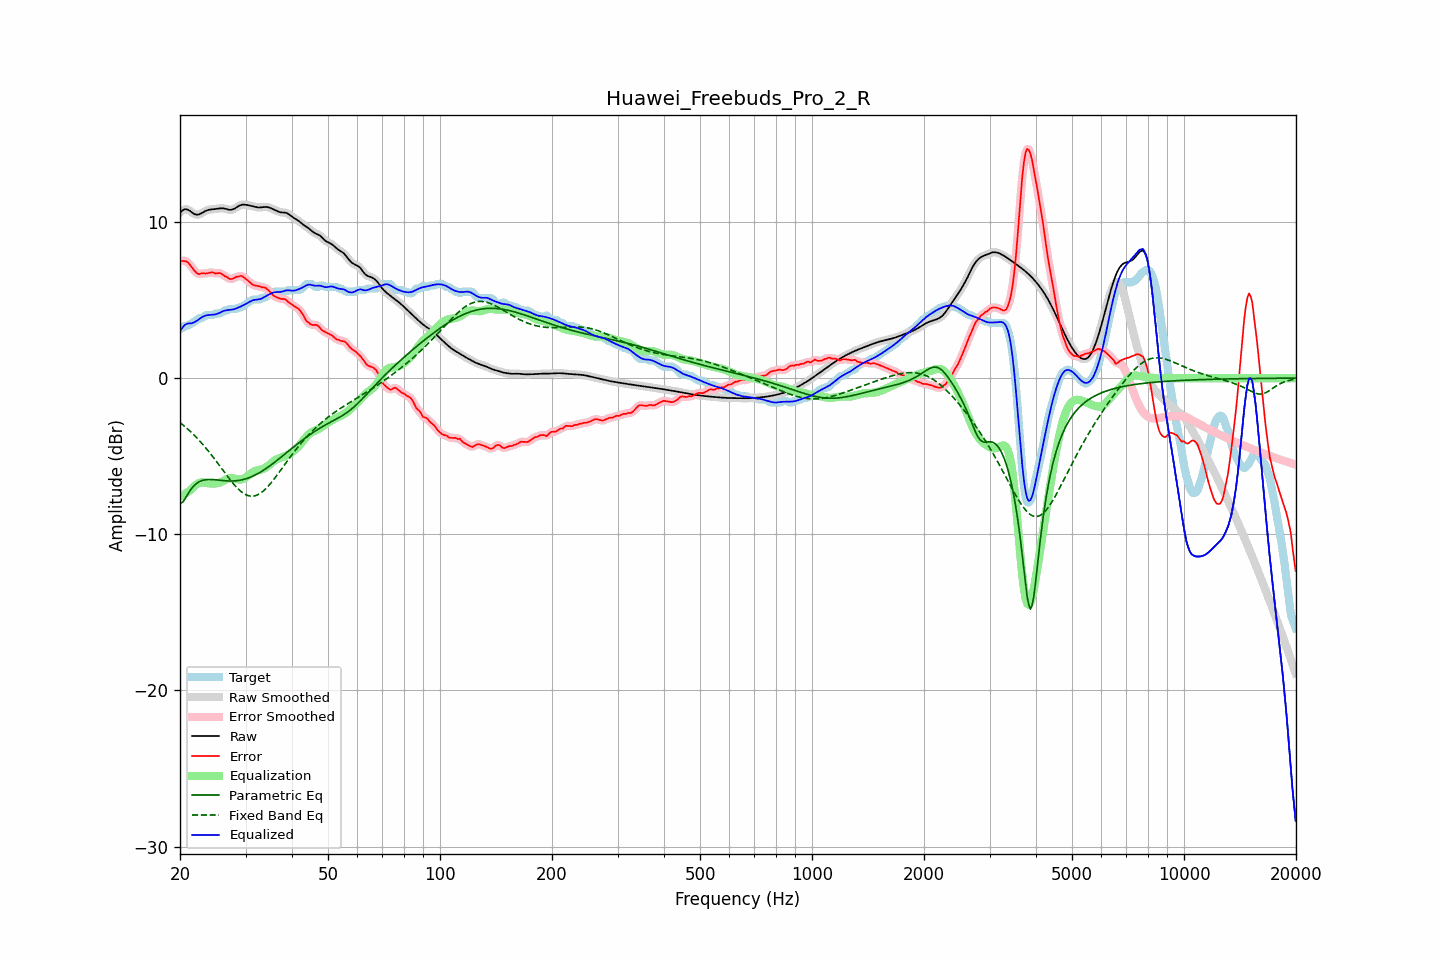 Huawei_Freebuds_Pro_2_R
Amplitude (dBr)
10
0
−10
−20
−30
Target
Raw Smoothed
Error Smoothed
Raw
Error
Equalization
Parametric Eq
Fixed Band Eq
Equalized
20 50 100 200 500 1000 2000 5000 10000 20000
Frequency (Hz)